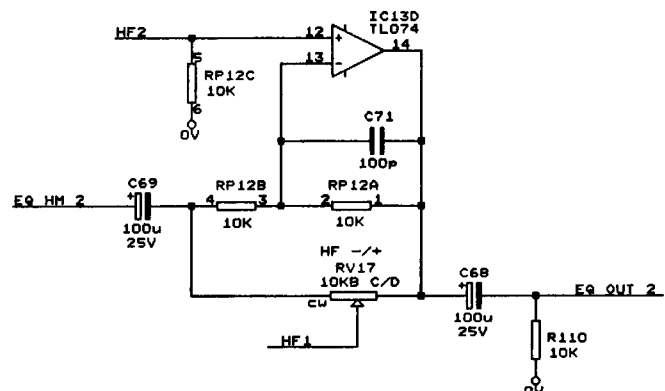 IC13D
TL074
HF2
12
+
14
13
-
5
RP12C
10K
6
0V
C71
100p
C69
+
EQ HM 2
100u
25V
RP12B
4
3
10K
RP12A
2
1
10K
HF -/+
RV17
10KB C/D
CW
HF1
C68
+
100u
25V
EQ OUT 2
R110
10K
0V